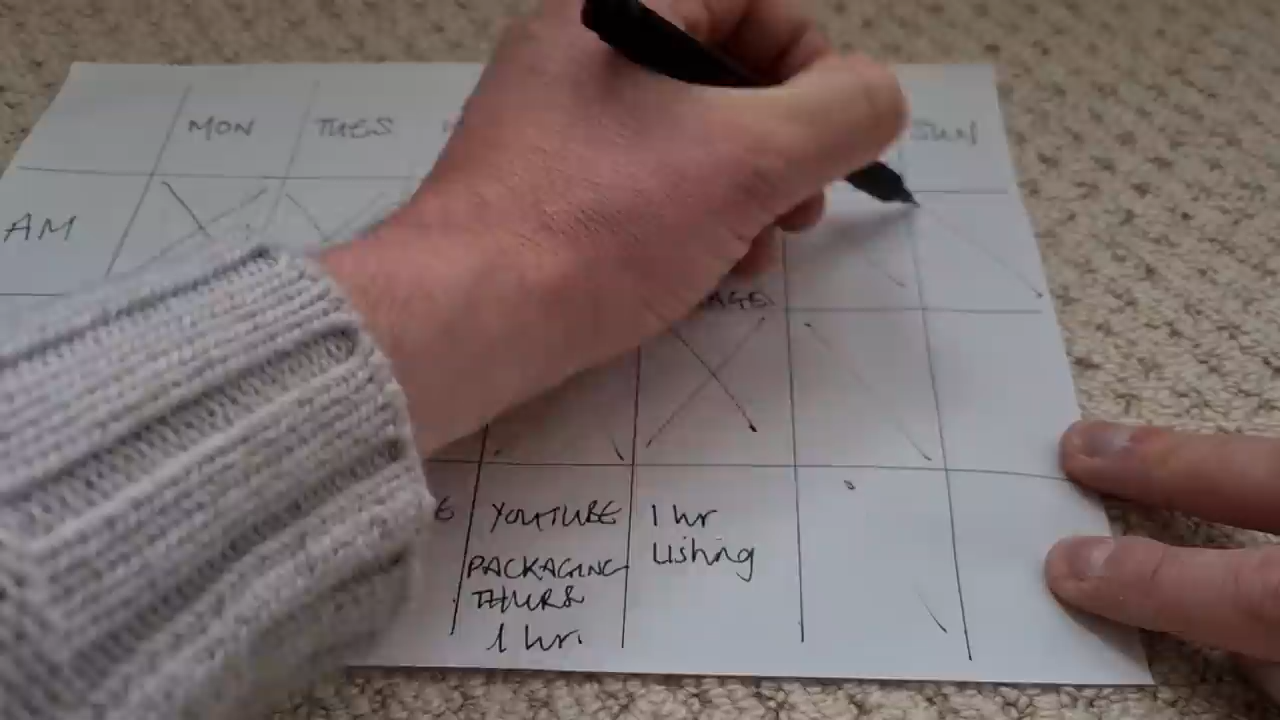 MON TUES SUN
AM
YOUTUBE 1 hr
PACKAGING Listing
THURS
1 hr.